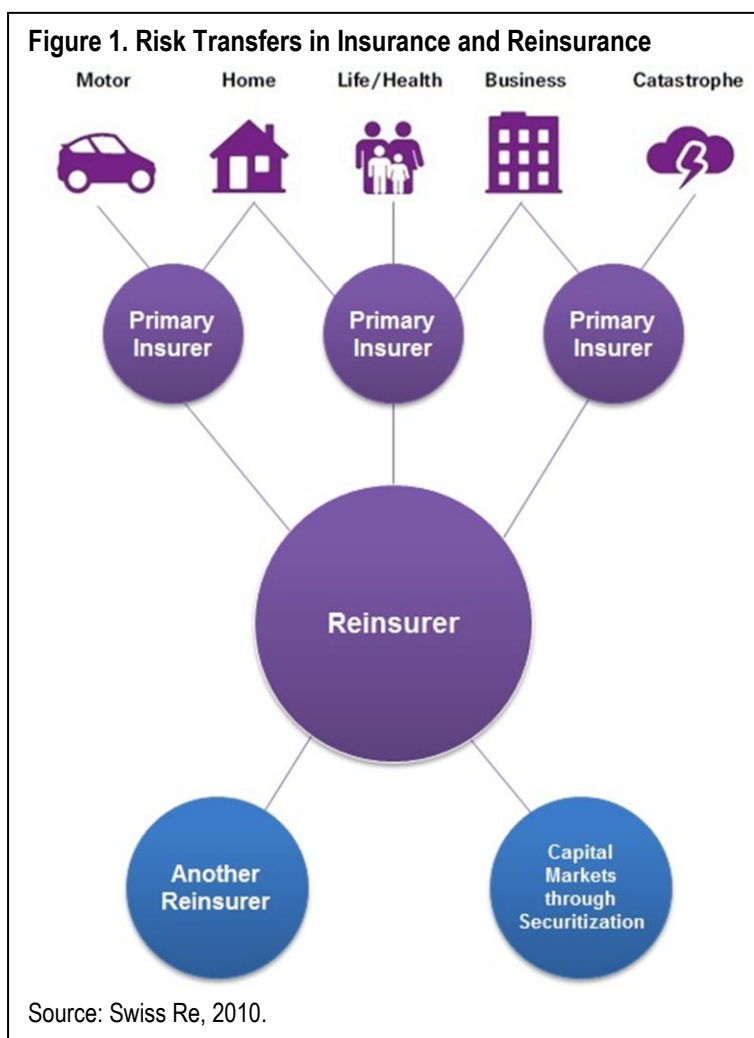 Figure 1. Risk Transfers in Insurance and Reinsurance
Motor Home Life/Health Business Catastrophe
Primary
Insurer
Primary
Insurer
Primary
Insurer
Reinsurer
Another
Reinsurer
Capital
Markets
through
Securitization
Source: Swiss Re, 2010.